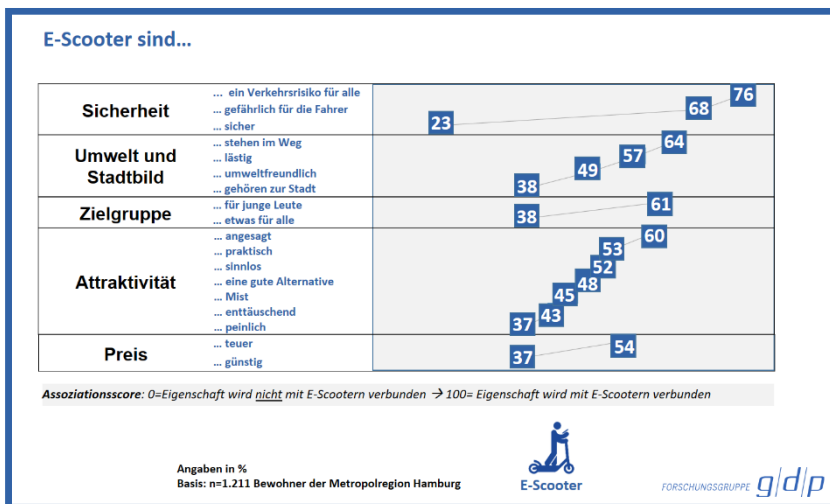 E-Scooter sind...
Sicherheit
... ein Verkehrsrisiko für alle
76
... gefährlich für die Fahrer
68
... sicher
23
Umwelt und
Stadtbild
... stehen im Weg
64
... lästig
57
... umweltfreundlich
49
... gehören zur Stadt
38
Zielgruppe
... für junge Leute
61
... etwas für alle
38
Attraktivität
... angesagt
60
... praktisch
53
... sinnlos
52
... eine gute Alternative
48
... Mist
45
... enttäuschend
43
... peinlich
37
Preis
... teuer
54
... günstig
37
Assoziationsscore: 0=Eigenschaft wird nicht mit E-Scootern verbunden → 100= Eigenschaft wird mit E-Scootern verbunden
Angaben in %
Basis: n=1.211 Bewohner der Metropolregion Hamburg
E-Scooter
FORSCHUNGSGRUPPE g/d/p